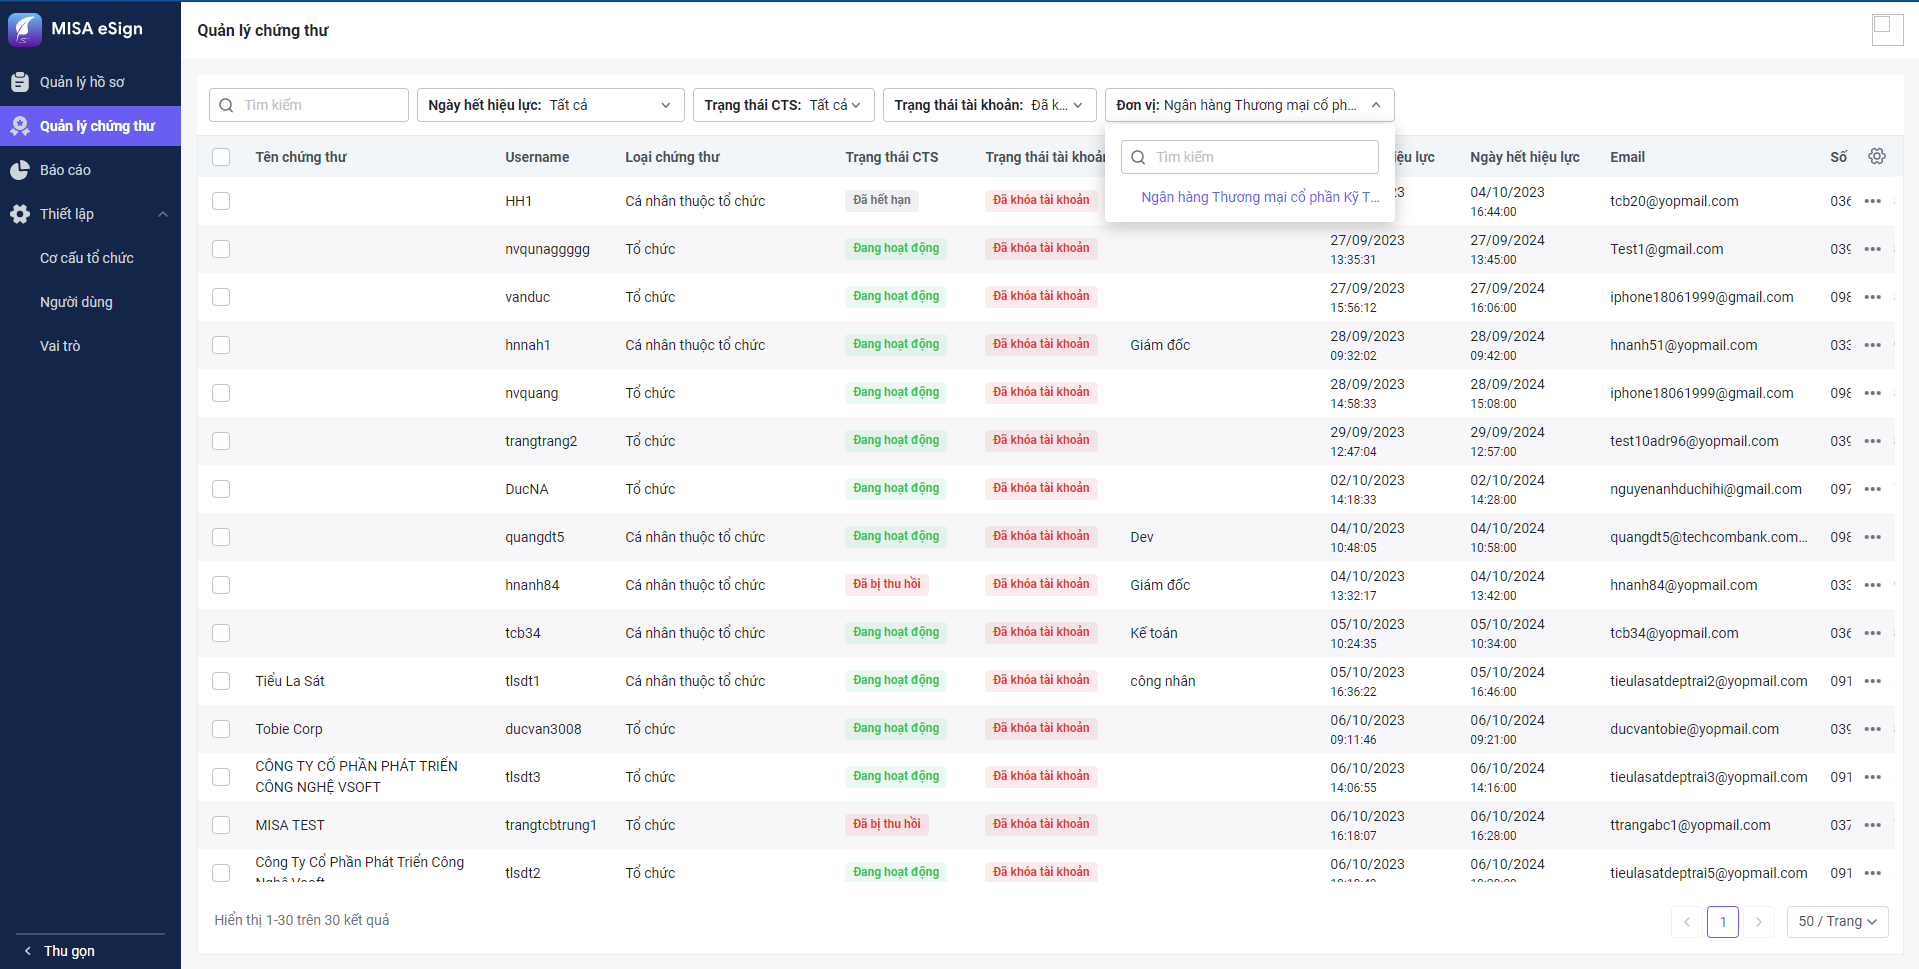 MISA eSign
Quản lý chứng thư
Quản lý hồ sơ
Quản lý chứng thư
Báo cáo
Thiết lập
Cơ cấu tổ chức
Người dùng
Vai trò
Thu gọn
Tìm kiếm
Ngày hết hiệu lực: Tất cả
Trạng thái CTS: Tất cả
Trạng thái tài khoản: Đã k...
Đơn vị: Ngân hàng Thương mại cổ ph...
Tìm kiếm
Ngân hàng Thương mại cổ phần Kỹ T...
Tên chứng thư Username Loại chứng thư Trạng thái CTS Trạng thái tài khoản lực Ngày hết hiệu lực Email Số
HH1 Cá nhân thuộc tổ chức Đã hết hạn Đã khóa tài khoản 04/10/2023 tcb20@yopmail.com 036
16:44:00
nvqunaggggg Tổ chức Đang hoạt động Đã khóa tài khoản 27/09/2023 27/09/2024 Test1@gmail.com 039
13:35:31 13:45:00
vanduc Tổ chức Đang hoạt động Đã khóa tài khoản 27/09/2023 27/09/2024 iphone18061999@gmail.com 098
15:56:12 16:06:00
hnnah1 Cá nhân thuộc tổ chức Đang hoạt động Đã khóa tài khoản Giám đốc 28/09/2023 28/09/2024 hnanh51@yopmail.com 033
09:32:02 09:42:00
nvquang Tổ chức Đang hoạt động Đã khóa tài khoản 28/09/2023 28/09/2024 iphone18061999@gmail.com 098
14:58:33 15:08:00
trangtrang2 Tổ chức Đang hoạt động Đã khóa tài khoản 29/09/2023 29/09/2024 test10adr96@yopmail.com 039
12:47:04 12:57:00
DucNA Tổ chức Đang hoạt động Đã khóa tài khoản 02/10/2023 02/10/2024 nguyenanhduchihi@gmail.com 097
14:18:33 14:28:00
quangdt5 Cá nhân thuộc tổ chức Đang hoạt động Đã khóa tài khoản Dev 04/10/2023 04/10/2024 quangdt5@techcombank.com... 098
10:48:05 10:58:00
hnanh84 Cá nhân thuộc tổ chức Đã bị thu hồi Đã khóa tài khoản Giám đốc 04/10/2023 04/10/2024 hnanh84@yopmail.com 033
13:32:17 13:42:00
tcb34 Cá nhân thuộc tổ chức Đang hoạt động Đã khóa tài khoản Kế toán 05/10/2023 05/10/2024 tcb34@yopmail.com 036
10:24:35 10:34:00
Tiểu La Sát tlsdt1 Cá nhân thuộc tổ chức Đang hoạt động Đã khóa tài khoản công nhân 05/10/2023 05/10/2024 tieulasatdeptrai2@yopmail.com 091
16:36:22 16:46:00
Tobie Corp ducvan3008 Tổ chức Đang hoạt động Đã khóa tài khoản 06/10/2023 06/10/2024 ducvantobie@yopmail.com 039
09:11:46 09:21:00
CÔNG TY CỔ PHẦN PHÁT TRIỂN
CÔNG NGHỆ VSOFT tlsdt3 Tổ chức Đang hoạt động Đã khóa tài khoản 06/10/2023 06/10/2024 tieulasatdeptrai3@yopmail.com 091
14:06:55 14:16:00
MISA TEST trangtcbtrung1 Tổ chức Đã bị thu hồi Đã khóa tài khoản 06/10/2023 06/10/2024 ttrangabc1@yopmail.com 037
16:18:07 16:28:00
Công Ty Cổ Phần Phát Triển Công
Nghệ Vsoft tlsdt2 Tổ chức Đang hoạt động Đã khóa tài khoản 06/10/2023 06/10/2024 tieulasatdeptrai5@yopmail.com 091
Hiển thị 1-30 trên 30 kết quả
1
50 / Trang